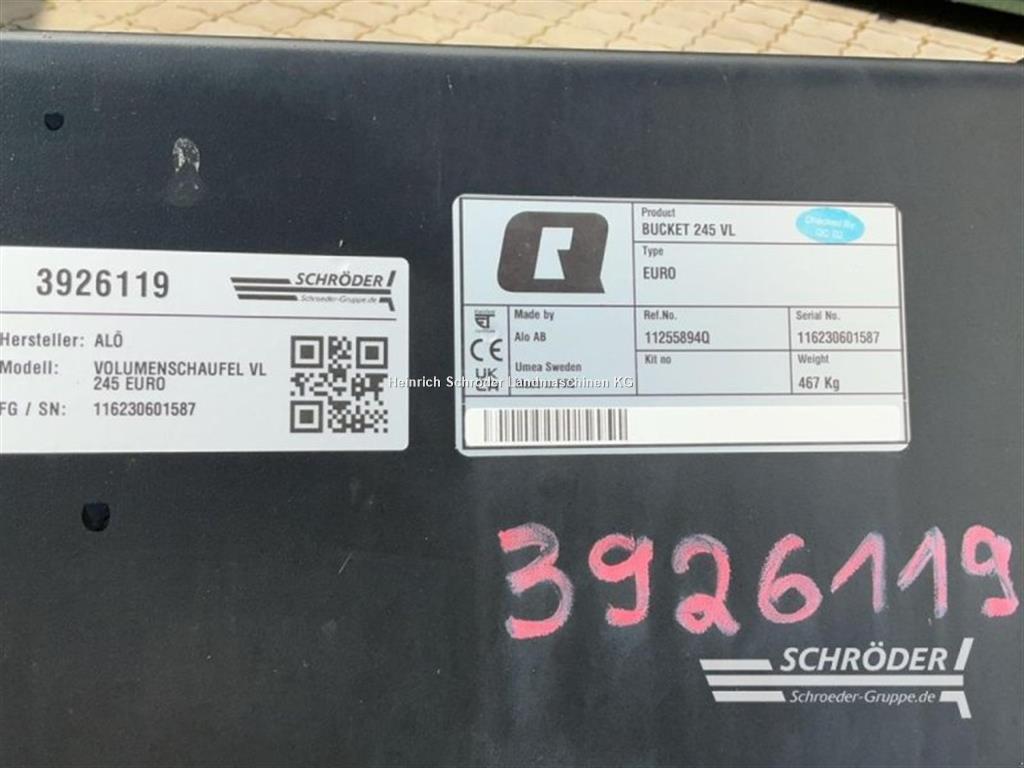 3926119
SCHRÖDER
Schroeder-Gruppe.de
Hersteller: ALÖ
Modell: VOLUMENSCHAUFEL VL
245 EURO
FG / SN: 116230601587
Product
BUCKET 245 VL
Checked By
QC 02
Type
EURO
Made by
Alo AB
Umea Sweden
Ref.No.
11255894Q
Serial No.
116230601587
Kit no
Weight
467 Kg
CE
UK
CA
Heinrich Schröder Landmaschinen KG
3926119
SCHRÖDER
Schroeder-Gruppe.de